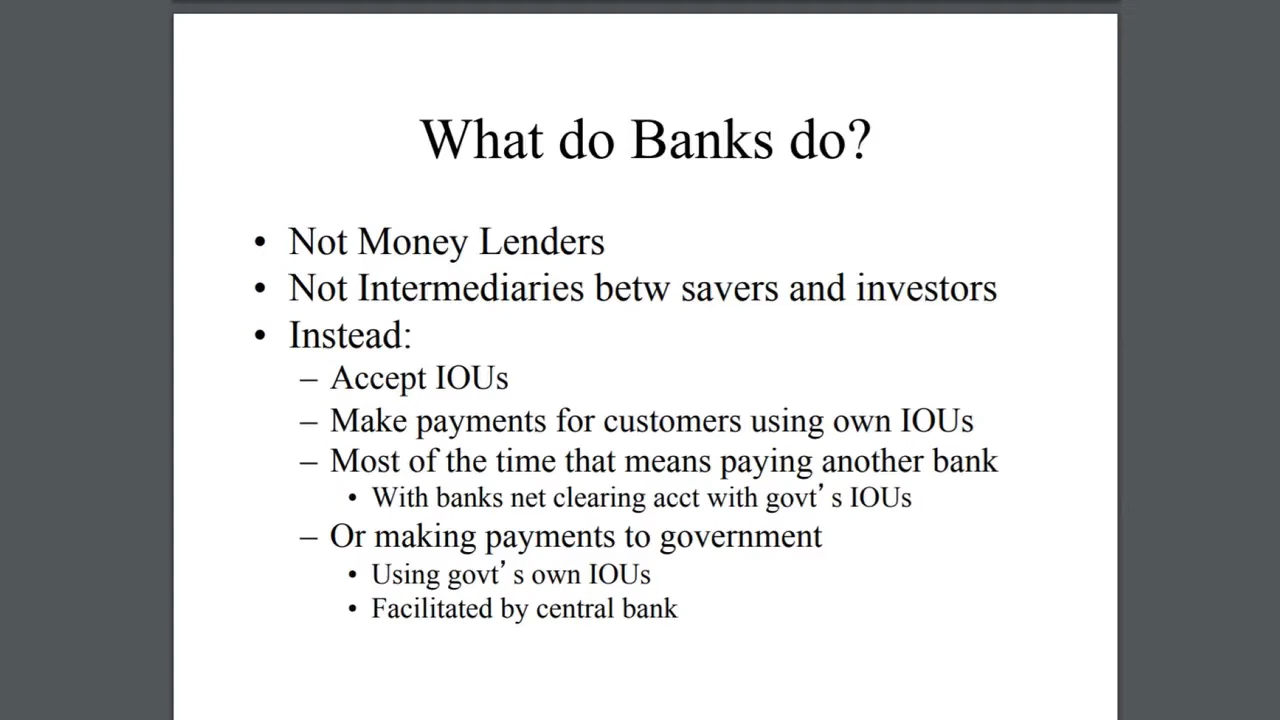 What do Banks do?
• Not Money Lenders
• Not Intermediaries betw savers and investors
• Instead:
– Accept IOUs
– Make payments for customers using own IOUs
– Most of the time that means paying another bank
• With banks net clearing acct with govt’s IOUs
– Or making payments to government
• Using govt’s own IOUs
• Facilitated by central bank